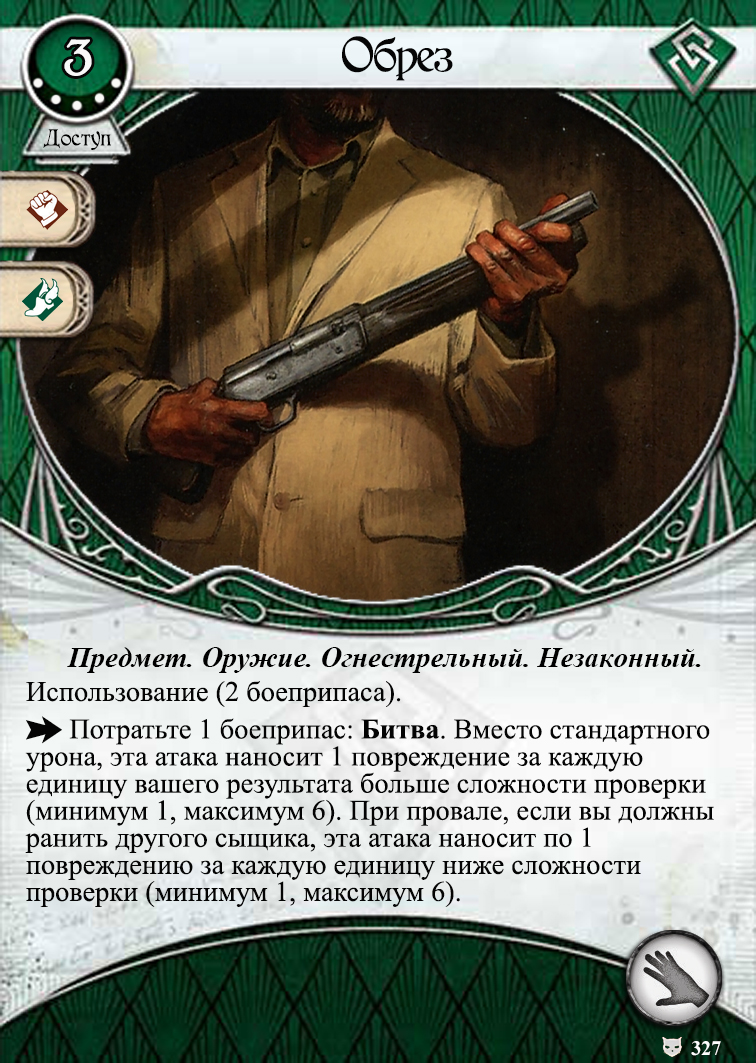 3
Обрез
Доступ
Предмет. Оружие. Огнестрельный. Незаконный.
Использование (2 боеприпаса).
Потратьте 1 боеприпас: Битва. Вместо стандартного
урона, эта атака наносит 1 повреждение за каждую
единицу вашего результата больше сложности проверки
(минимум 1, максимум 6). При провале, если вы должны
ранить другого сыщика, эта атака наносит по 1
повреждению за каждую единицу ниже сложности
проверки (минимум 1, максимум 6).
327